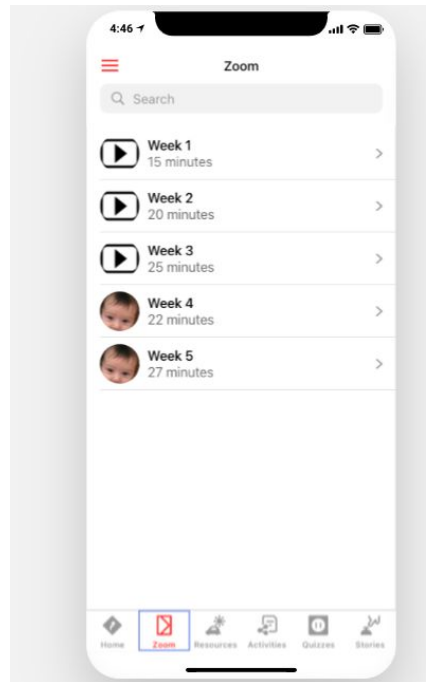 4:46
Zoom
Search
Week 1
15 minutes
Week 2
20 minutes
Week 3
25 minutes
Week 4
22 minutes
Week 5
27 minutes
Home Zoom Resources Activities Quizzes Stories